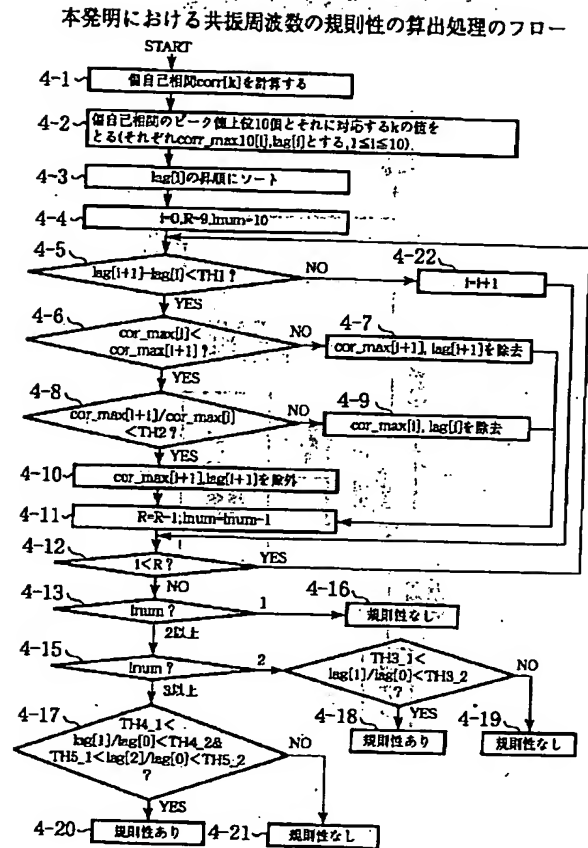 本発明における共振周波数の規則性の算出処理のフロー
START
4-1
偏自己相関corr[k]を計算する
4-2
偏自己相関のピーク値上位10個とそれに対応するkの値を
とる(それぞれcorr_max10[i],lag[i]とする,1≤i≤10)
4-3
lag[i]の昇順にソート
4-4
i=0,R=9,lnum=10
4-5
lag[i+1]-lag[i]<TH1?
NO
4-22
i=i+1
YES
4-6
cor_max[i]<
cor_max[i+1]?
NO
4-7
cor_max[i+1], lag[i+1]を除去
YES
4-8
cor_max[i+1]/cor_max[i]
<TH2?
NO
4-9
cor_max[i], lag[i]を除去
YES
4-10
cor_max[i+1],lag[i+1]を除外
4-11
R=R-1;lnum=lnum-1
4-12
i<R?
YES
NO
4-13
lnum?
1
4-16
規則性なし
2以上
4-15
lnum?
2
TH3_1<
lag[1]/lag[0]<TH3_2
?
NO
YES
3以上
4-18
規則性あり
4-19
規則性なし
4-17
TH4_1<
lag[1]/lag[0]<TH4_2&
TH5_1<lag[2]/lag[0]<TH5_2
?
NO
YES
4-20
規則性あり
4-21
規則性なし